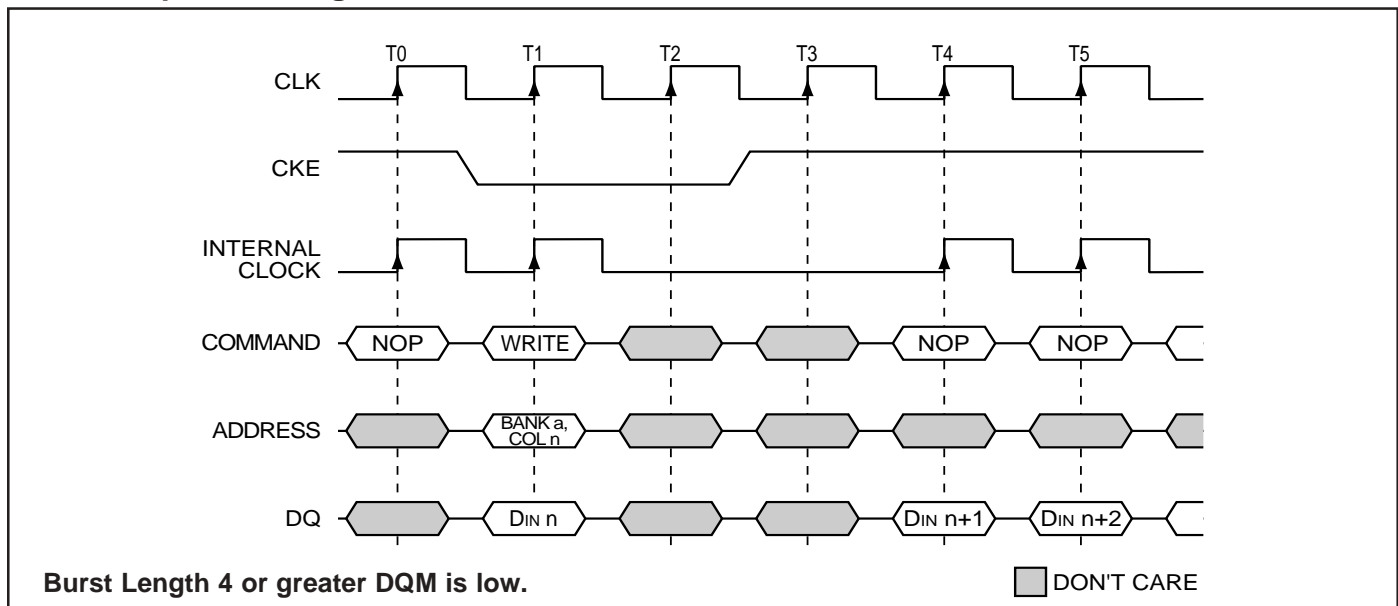 T0 T1 T2 T3 T4 T5
CLK
CKE
INTERNAL
CLOCK
COMMAND NOP WRITE NOP NOP
ADDRESS BANK a,
COL n
DQ DIN n DIN n+1 DIN n+2
Burst Length 4 or greater DQM is low. DON'T CARE